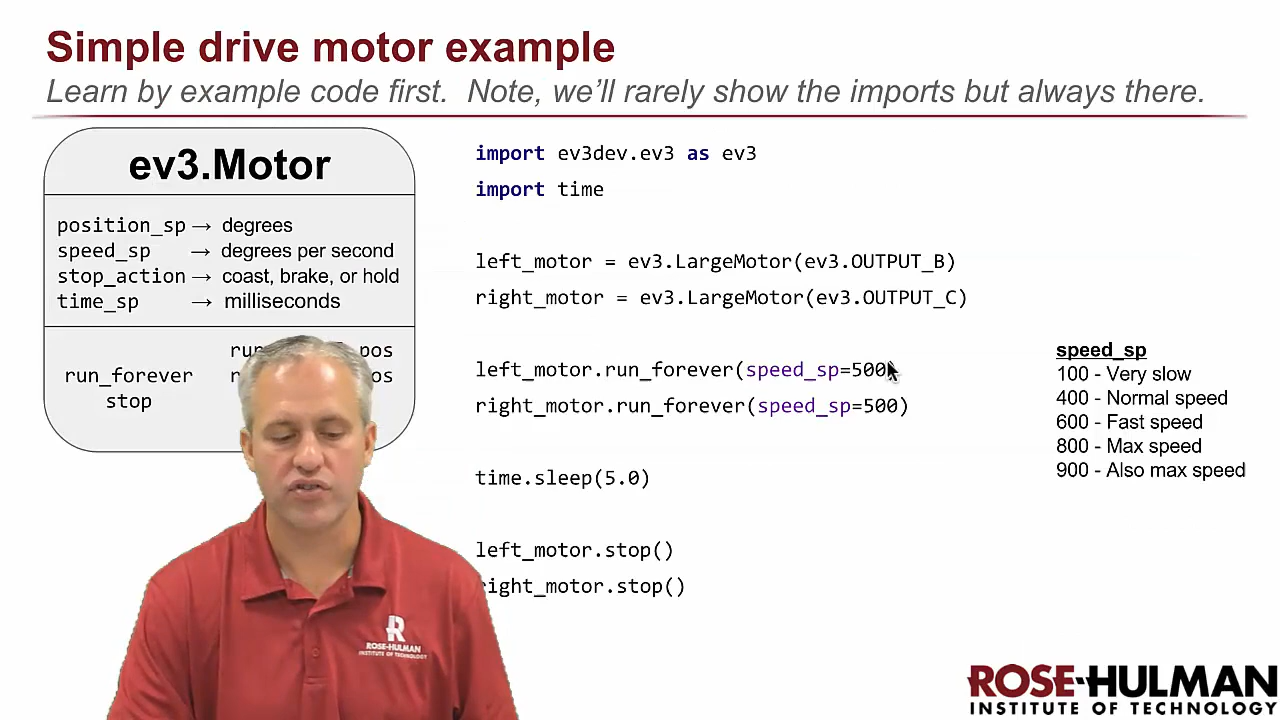 Simple drive motor example
Learn by example code first. Note, we'll rarely show the imports but always there.
ev3.Motor
position_sp → degrees
speed_sp → degrees per second
stop_action → coast, brake, or hold
time_sp → milliseconds
pos
run_forever pos
stop
import ev3dev.ev3 as ev3
import time
left_motor = ev3.LargeMotor(ev3.OUTPUT_B)
right_motor = ev3.LargeMotor(ev3.OUTPUT_C)
left_motor.run_forever(speed_sp=500
right_motor.run_forever(speed_sp=500)
time.sleep(5.0)
left_motor.stop()
right_motor.stop()
speed_sp
100 - Very slow
400 - Normal speed
600 - Fast speed
800 - Max speed
900 - Also max speed
ROSE-HULMAN
INSTITUTE OF TECHNOLOGY
ROSE-HULMAN
INSTITUTE OF TECHNOLOGY